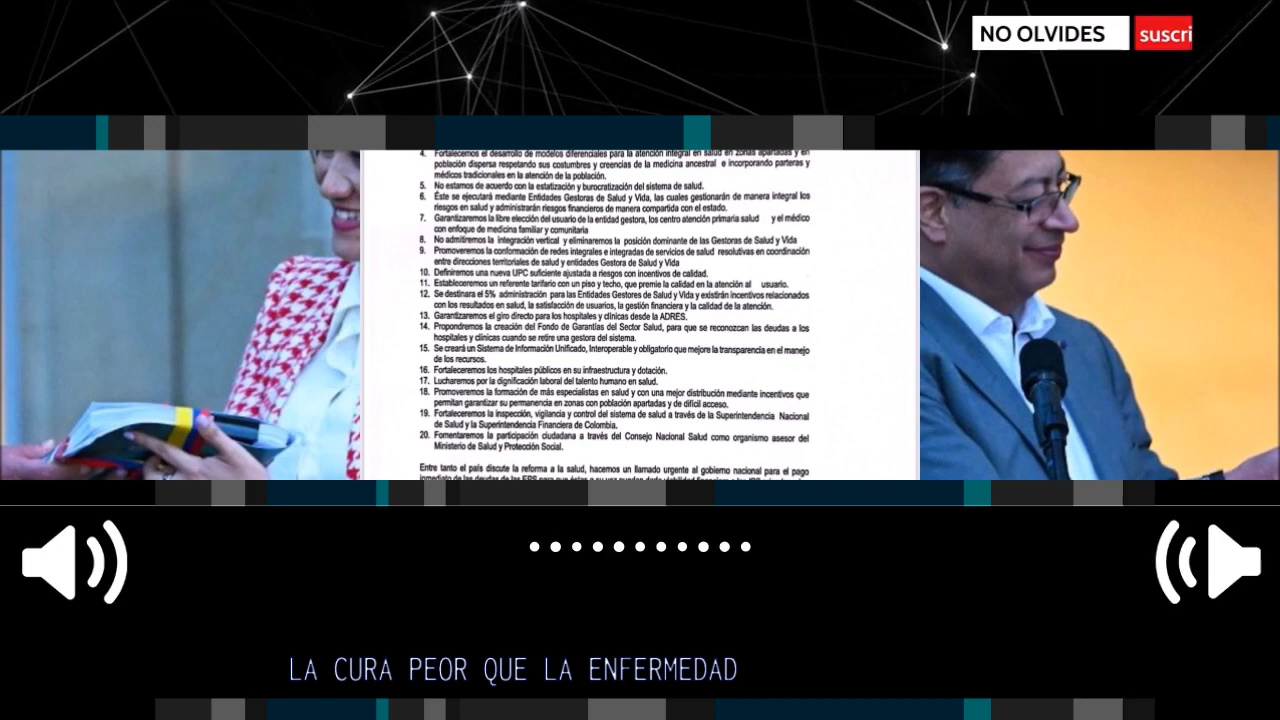 NO OLVIDES
suscri
4. Fortalecemos el desarrollo de modelos diferenciales para la atención integral en salud en zonas apartadas y en
población dispersa respetando sus costumbres y creencias de la medicina ancestral e incorporando parteras y
médicos tradicionales en la atención de la población.
5. No estamos de acuerdo con la estatización y burocratización del sistema de salud.
6. Éste se ejecutará mediante Entidades Gestoras de Salud y Vida, las cuales gestionarán de manera integral los
riesgos en salud y administrarán riesgos financieros de manera compartida con el estado.
7. Garantizaremos la libre elección del usuario de la entidad gestora, los centro atención primaria salud y el médico
con enfoque de medicina familiar y comunitaria
8. No admitiremos la integración vertical y eliminaremos la posición dominante de las Gestoras de Salud y Vida
9. Promoveremos la conformación de redes integrales e integradas de servicios de salud resolutivas en coordinación
entre direcciones territoriales de salud y entidades Gestora de Salud y Vida
10. Definiremos una nueva UPC suficiente ajustada a riesgos con incentivos de calidad.
11. Estableceremos un referente tarifario con un piso y techo, que premie la calidad en la atención al usuario.
12. Se destinara el 5% administración para las Entidades Gestores de Salud y Vida y existirán incentivos relacionados
con los resultados en salud, la satisfacción de usuarios, la gestión financiera y la calidad de la atención.
13. Garantizaremos el giro directo para los hospitales y clínicas desde la ADRES.
14. Propondremos la creación del Fondo de Garantías del Sector Salud, para que se reconozcan las deudas a los
hospitales y clínicas cuando se retire una gestora del sistema.
15. Se creará un Sistema de Información Unificado, Interoperable y obligatorio que mejore la transparencia en el manejo
de los recursos.
16. Fortaleceremos los hospitales públicos en su infraestructura y dotación.
17. Lucharemos por la dignificación laboral del talento humano en salud.
18. Promoveremos la formación de más especialistas en salud y con una mejor distribución mediante incentivos que
permitan garantizar su permanencia en zonas con población apartadas y de difícil acceso.
19. Fortaleceremos la inspección, vigilancia y control del sistema de salud a través de la Superintendencia Nacional
de Salud y la Superintendencia Financiera de Colombia.
20. Fomentaremos la participación ciudadana a través del Consejo Nacional Salud como organismo asesor del
Ministerio de Salud y Protección Social.
Entre tanto el país discute la reforma a la salud, hacemos un llamado urgente al gobierno nacional para el pago
inmediato de las deudas de las EPS para que éstas a su vez puedan
LA CURA PEOR QUE LA ENFERMEDAD